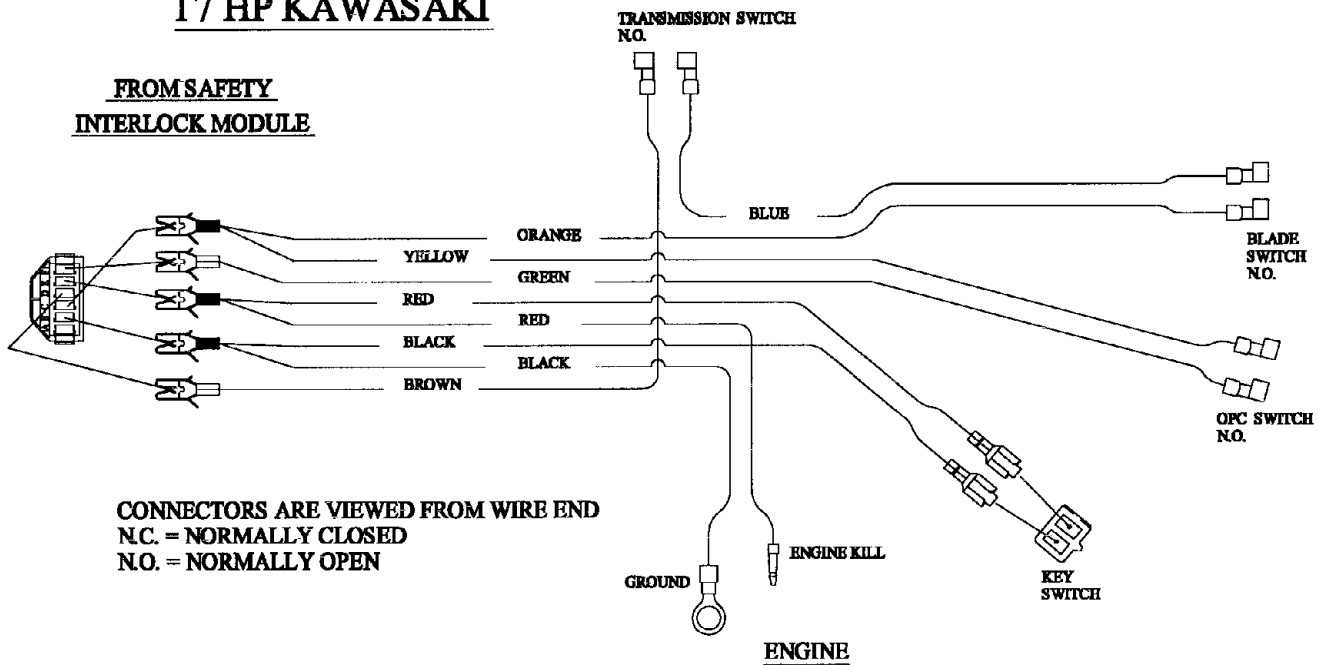 17 HP KAWASAKI
TRANSMISSION SWITCH
N.O.
FROM SAFETY
INTERLOCK MODULE
BLUE
ORANGE
YELLOW
GREEN
RED
RED
BLACK
BLACK
BROWN
BLADE
SWITCH
N.O.
OPC SWITCH
N.O.
CONNECTORS ARE VIEWED FROM WIRE END
N.C. = NORMALLY CLOSED
N.O. = NORMALLY OPEN
GROUND
ENGINE KILL
KEY
SWITCH
ENGINE